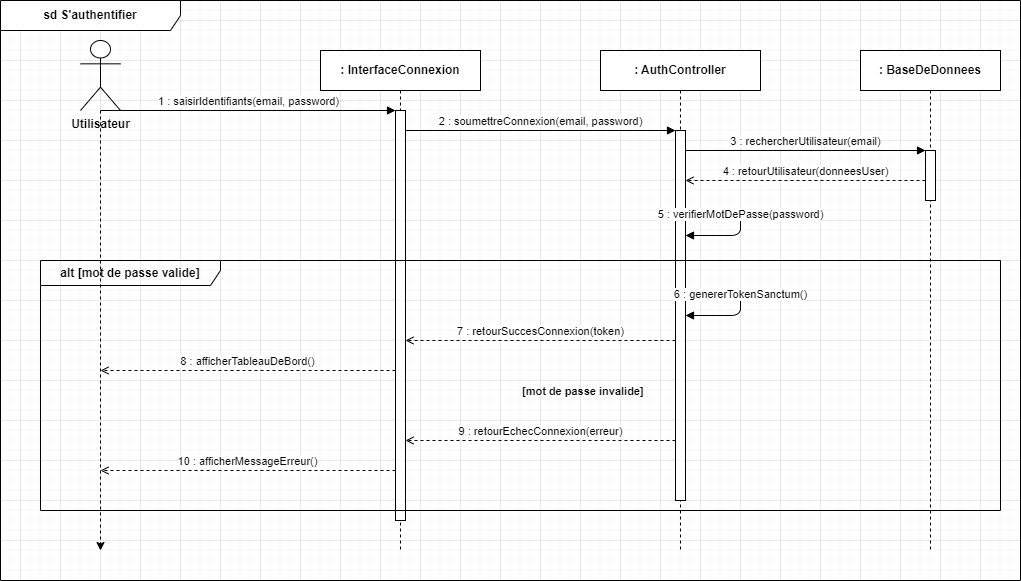 sd S'authentifier
: InterfaceConnexion
: AuthController
: BaseDeDonnees
Utilisateur
1 : saisirIdentifiants(email, password)
2 : soumettreConnexion(email, password)
3 : rechercherUtilisateur(email)
4 : retourUtilisateur(donneesUser)
5 : verifierMotDePasse(password)
alt [mot de passe valide]
6 : genererTokenSanctum()
7 : retourSuccesConnexion(token)
8 : afficherTableauDeBord()
[mot de passe invalide]
9 : retourEchecConnexion(erreur)
10 : afficherMessageErreur()